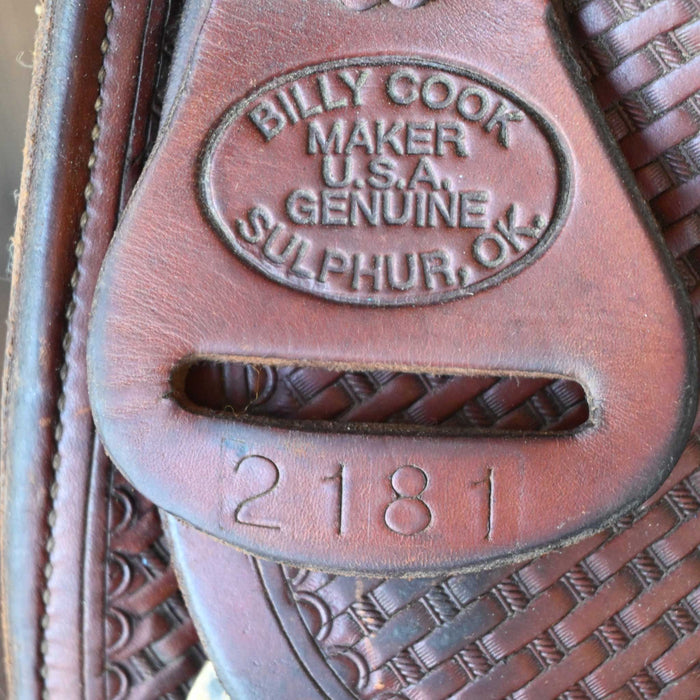 BILLY COOK
MAKER
U.S.A.
GENUINE
SULPHUR, OK.
2181